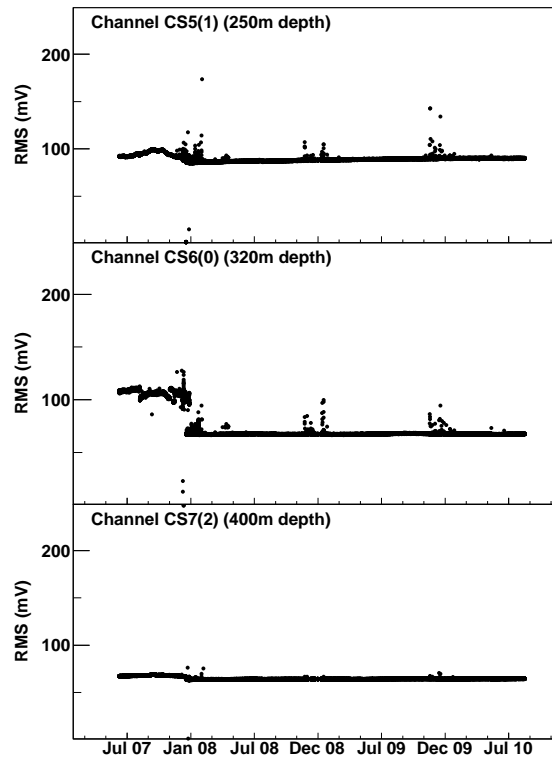 Channel CS5(1) (250m depth)
200
100
RMS (mV)
Channel CS6(0) (320m depth)
200
100
RMS (mV)
Channel CS7(2) (400m depth)
200
100
RMS (mV)
Jul 07 Jan 08 Jul 08 Dec 08 Jul 09 Dec 09 Jul 10